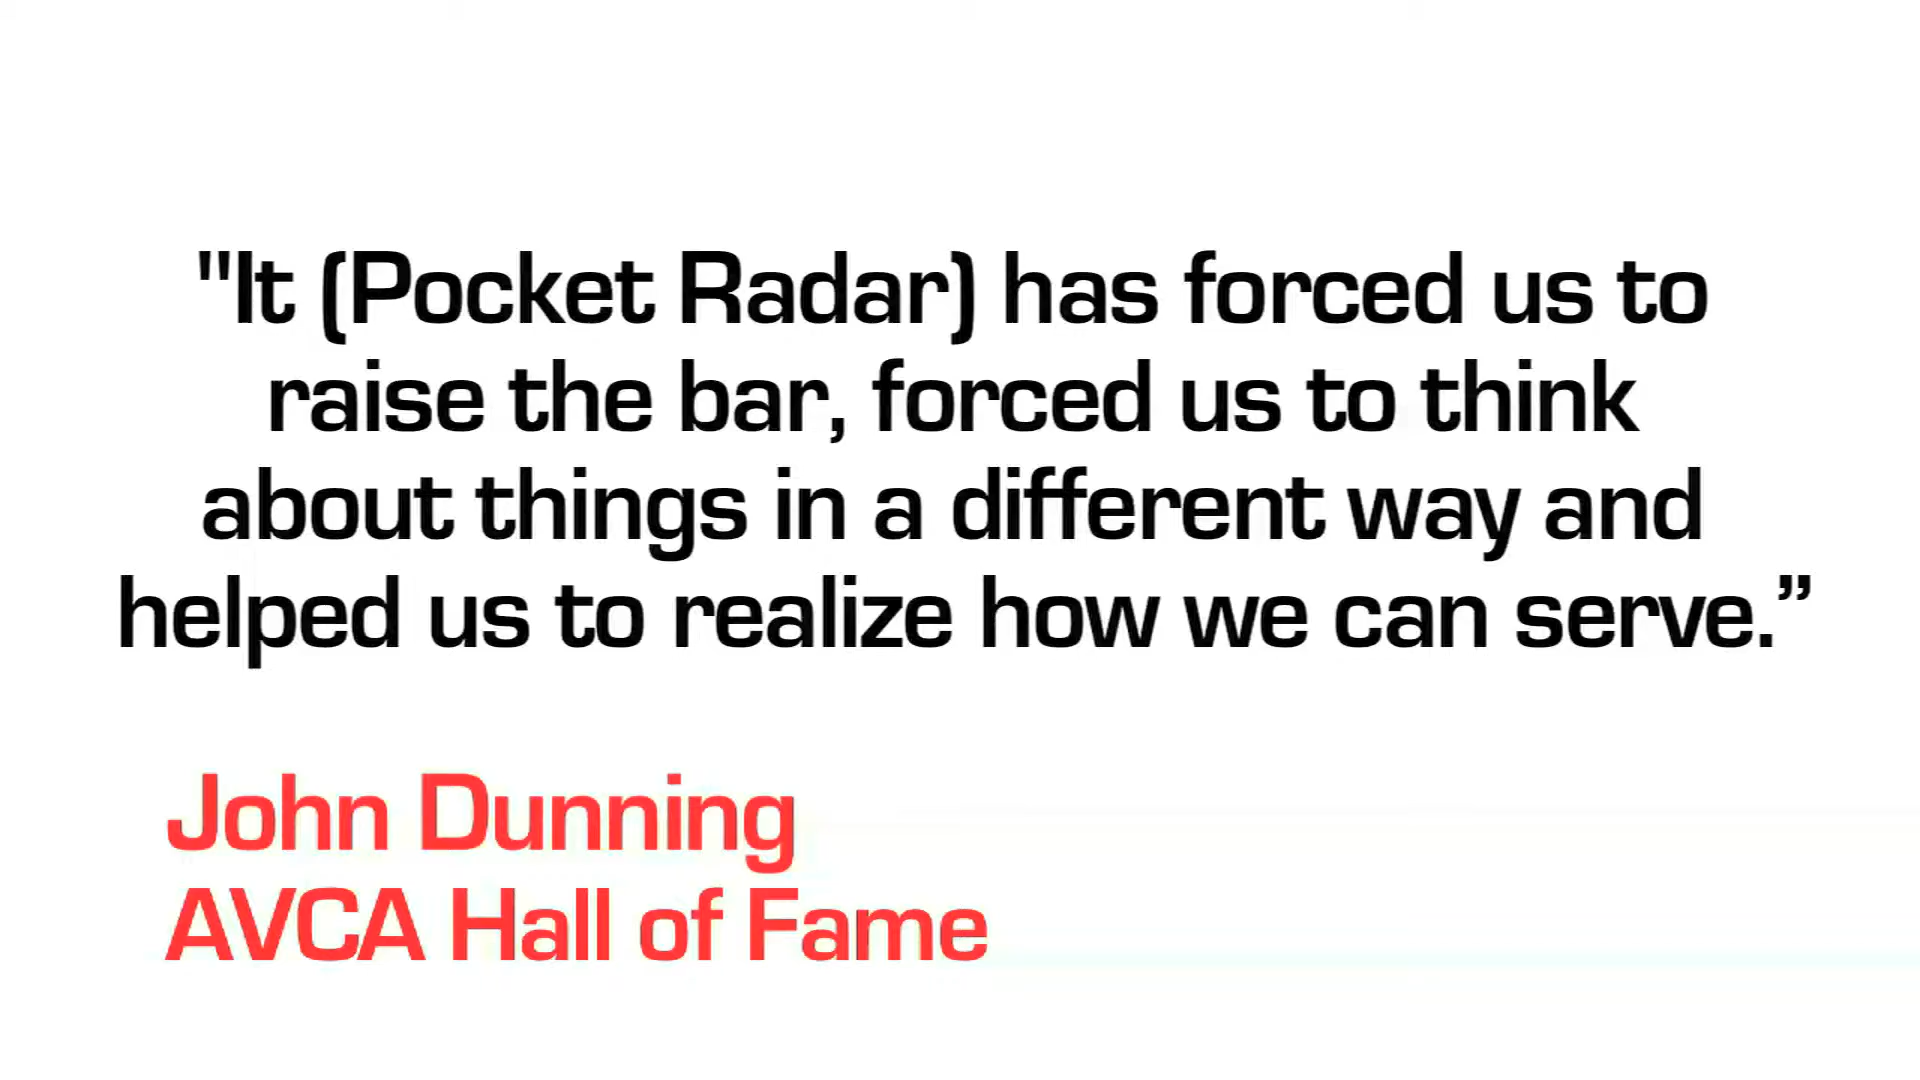 "It (Pocket Radar) has forced us to
raise the bar, forced us to think
about things in a different way and
helped us to realize how we can serve.”
John Dunning
AVCA Hall of Fame